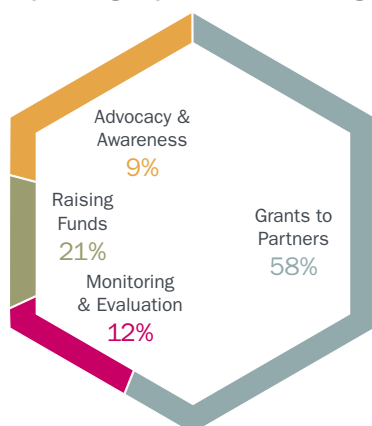 Advocacy &
Awareness
9%
Raising
Funds
21%
Grants to
Partners
58%
Monitoring
& Evaluation
12%